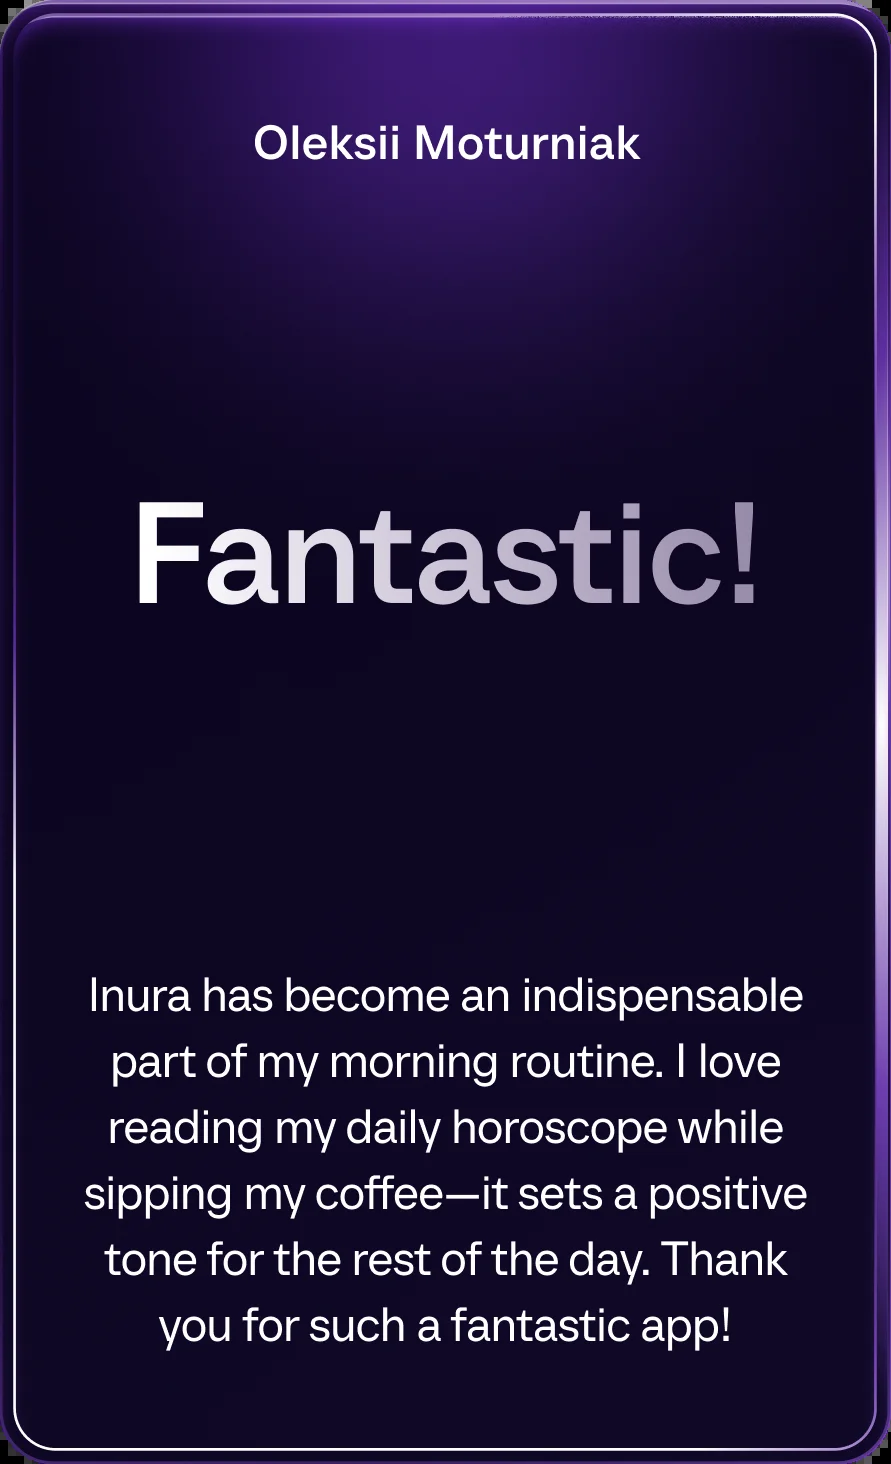 Oleksii Moturniak
Fantastic!
Inura has become an indispensable
part of my morning routine. I love
reading my daily horoscope while
sipping my coffee—it sets a positive
tone for the rest of the day. Thank
you for such a fantastic app!